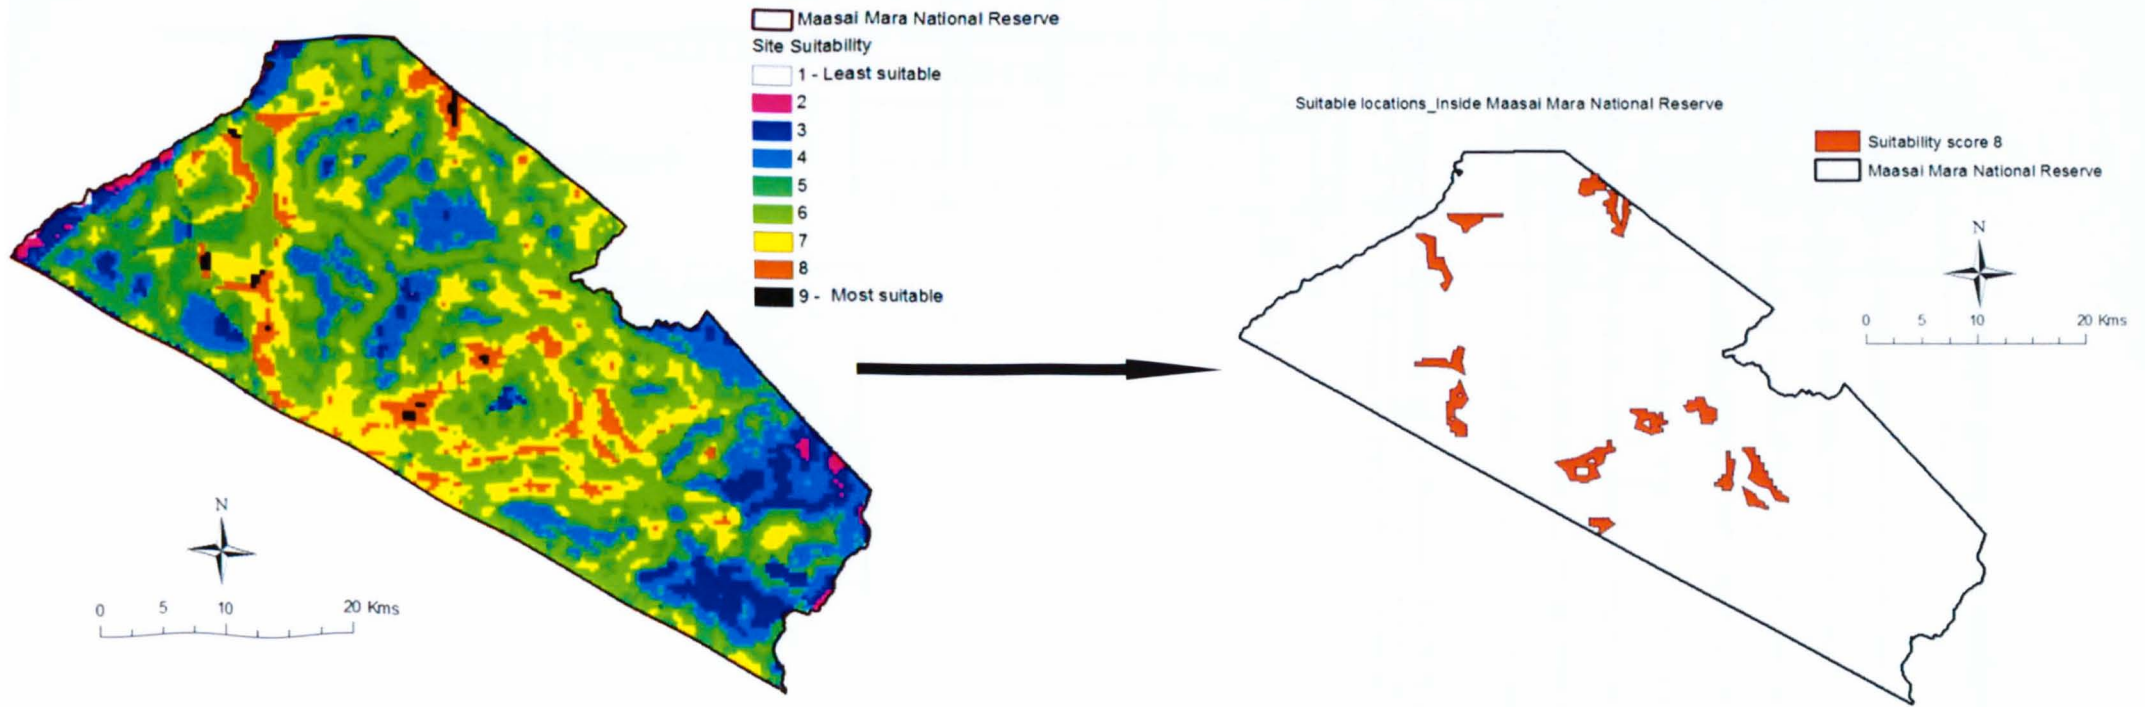 Maasai Mara National Reserve
Site Suitability
1 - Least suitable
2
3
4
5
6
7
8
9 - Most suitable
N
0 5 10 20 Kms
Suitable locations_Inside Maasai Mara National Reserve
Suitability score 8
Maasai Mara National Reserve
N
0 5 10 20 Kms